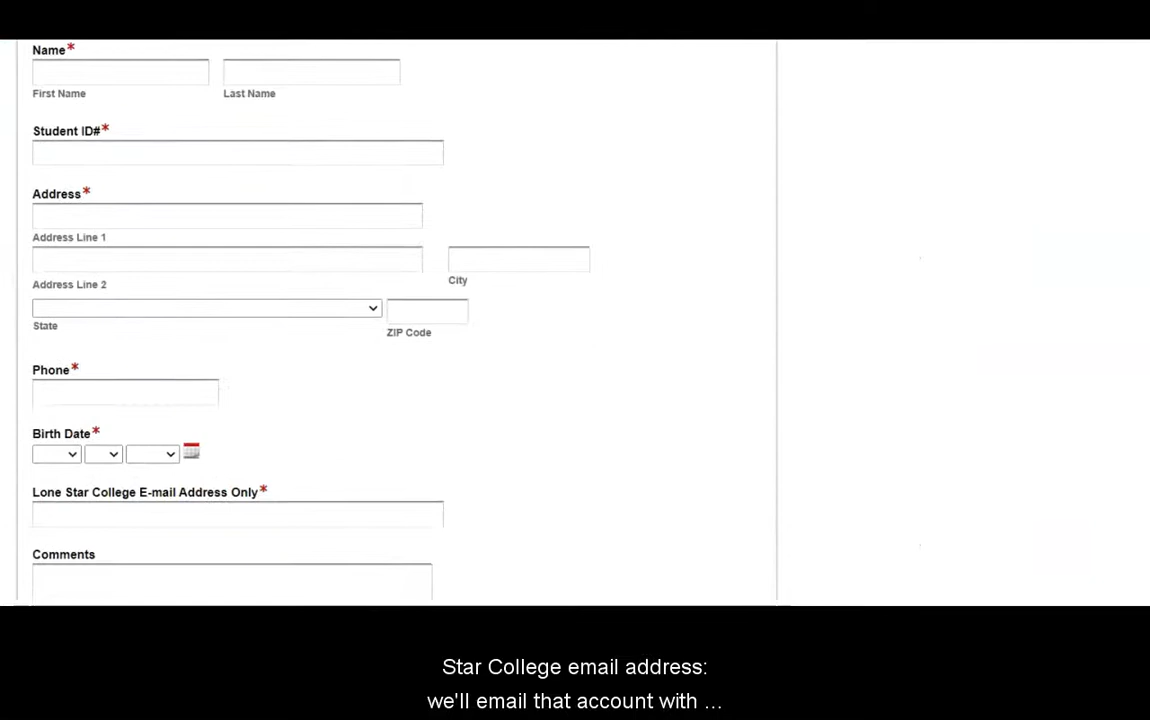 Name*
First Name Last Name
Student ID#*
Address*
Address Line 1
Address Line 2 City
State ZIP Code
Phone*
Birth Date*
Lone Star College E-mail Address Only*
Comments
Star College email address:
we'll email that account with ...